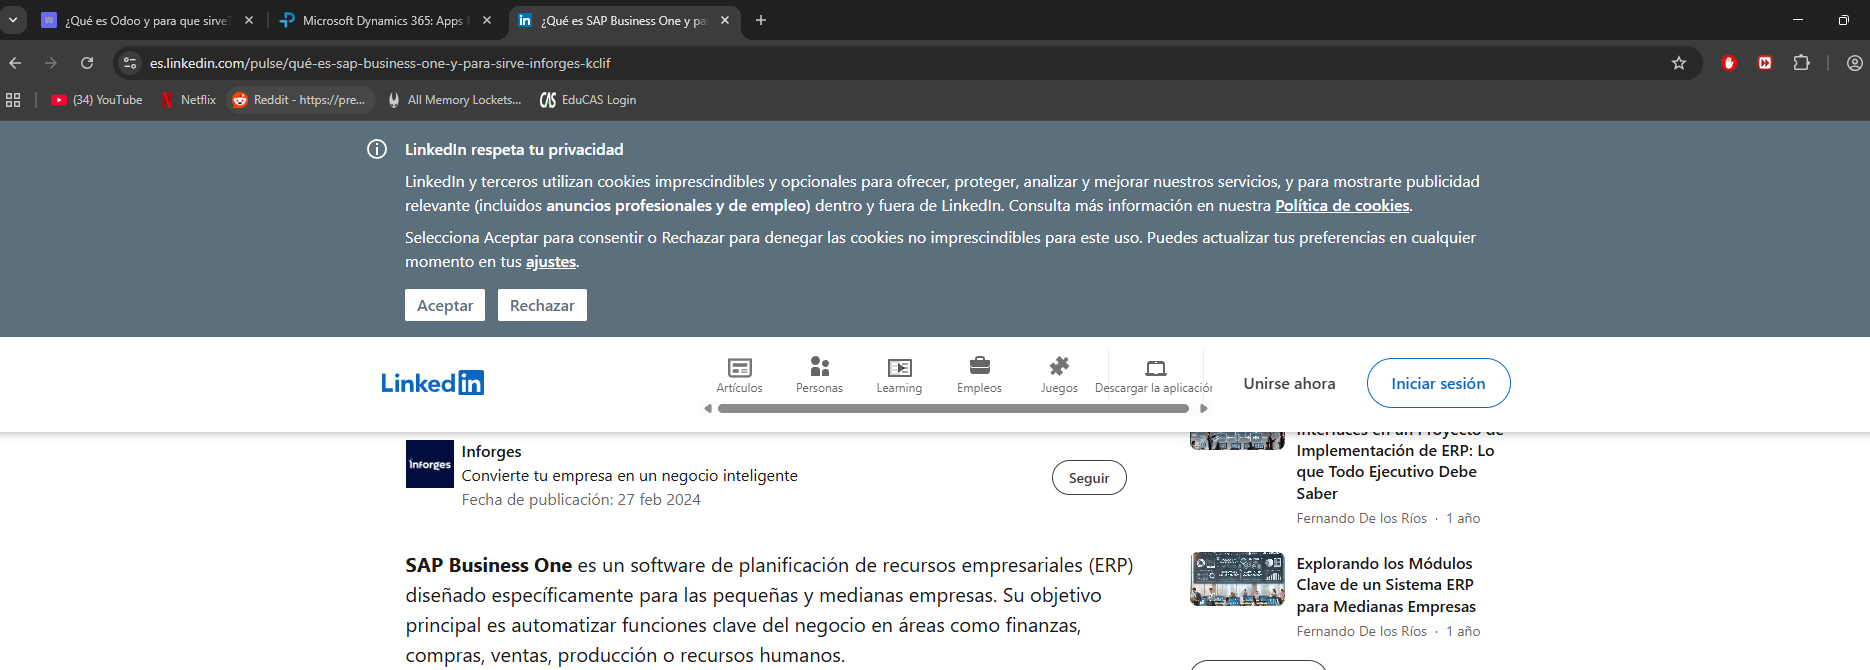 ¿Qué es Odoo y para que sirve?
Microsoft Dynamics 365: Apps
¿Qué es SAP Business One y pa
es.linkedin.com/pulse/qué-es-sap-business-one-y-para-sirve-inforges-kclif
(34) YouTube
Netflix
Reddit - https://pre...
All Memory Lockets...
CAS
EduCAS Login
LinkedIn respeta tu privacidad
LinkedIn y terceros utilizan cookies imprescindibles y opcionales para ofrecer, proteger, analizar y mejorar nuestros servicios, y para mostrarte publicidad
relevante (incluidos anuncios profesionales y de empleo) dentro y fuera de LinkedIn. Consulta más información en nuestra Política de cookies.
Selecciona Aceptar para consentir o Rechazar para denegar las cookies no imprescindibles para este uso. Puedes actualizar tus preferencias en cualquier
momento en tus ajustes.
Aceptar
Rechazar
LinkedIn
Artículos
Personas
Learning
Empleos
Juegos
Descargar la aplicación
Unirse ahora
Iniciar sesión
inforges
Inforges
Convierte tu empresa en un negocio inteligente
Fecha de publicación: 27 feb 2024
Seguir
SAP Business One es un software de planificación de recursos empresariales (ERP)
diseñado específicamente para las pequeñas y medianas empresas. Su objetivo
principal es automatizar funciones clave del negocio en áreas como finanzas,
compras, ventas, producción o recursos humanos.
Interfaces en un Proyecto de
Implementación de ERP: Lo
que Todo Ejecutivo Debe
Saber
Fernando De los Ríos · 1 año
Explorando los Módulos
Clave de un Sistema ERP
para Medianas Empresas
Fernando De los Ríos · 1 año